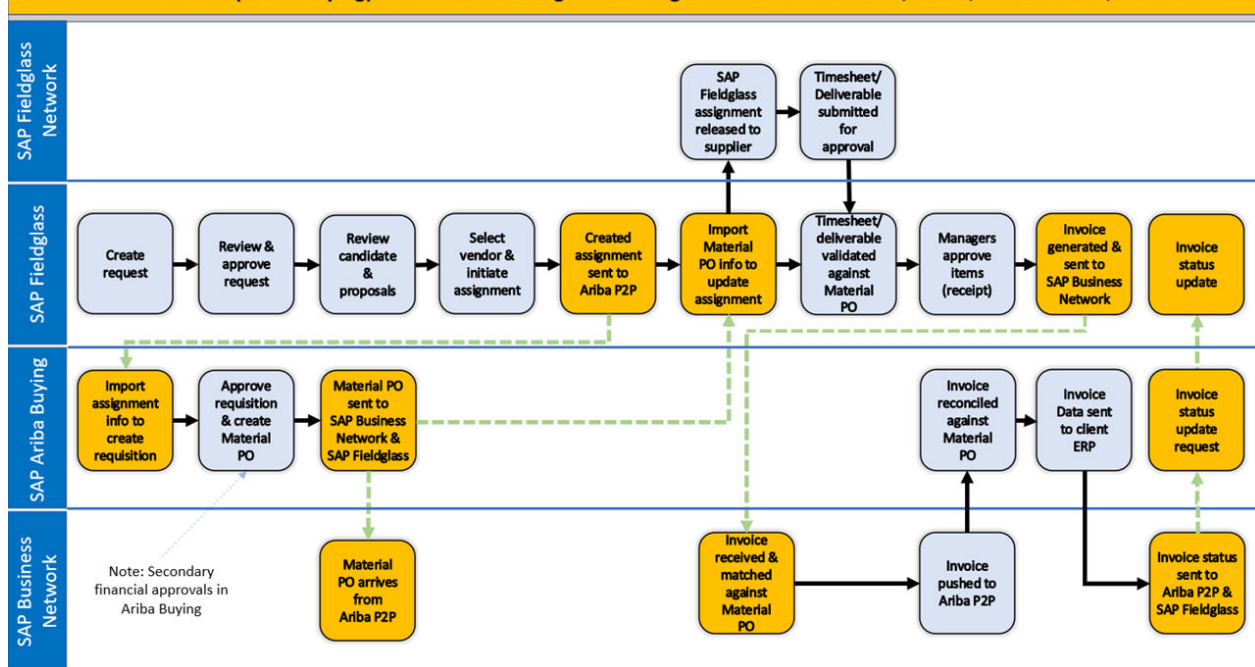 SAP Fieldglass
Network
SAP
Fieldglass
assignment
released to
supplier
Timesheet/
Deliverable
submitted
for
approval
SAP Fieldglass
Create
request
Review &
approve
request
Review
candidate
&
proposals
Select
vendor &
initiate
assignment
Created
assignment
sent to
Ariba P2P
Import
Material
PO info to
update
assignment
Timesheet/
deliverable
validated
against
Material
PO
Managers
approve
items
(receipt)
Invoice
generated &
sent to
SAP Business
Network
Invoice
status
update
SAP Ariba Buying
Import
assignment
info to
create
requisition
Approve
requisition
& create
Material
PO
Material PO
sent to
SAP Business
Network &
SAP Fieldglass
Invoice
reconciled
against
Material
PO
Invoice
Data sent
to client
ERP
Invoice
status
update
request
SAP Business
Network
Note: Secondary
financial approvals in
Ariba Buying
Material
PO arrives
from
Ariba P2P
Invoice
received &
matched
against
Material
PO
Invoice
pushed to
Ariba P2P
Invoice status
sent to
Ariba P2P &
SAP Fieldglass